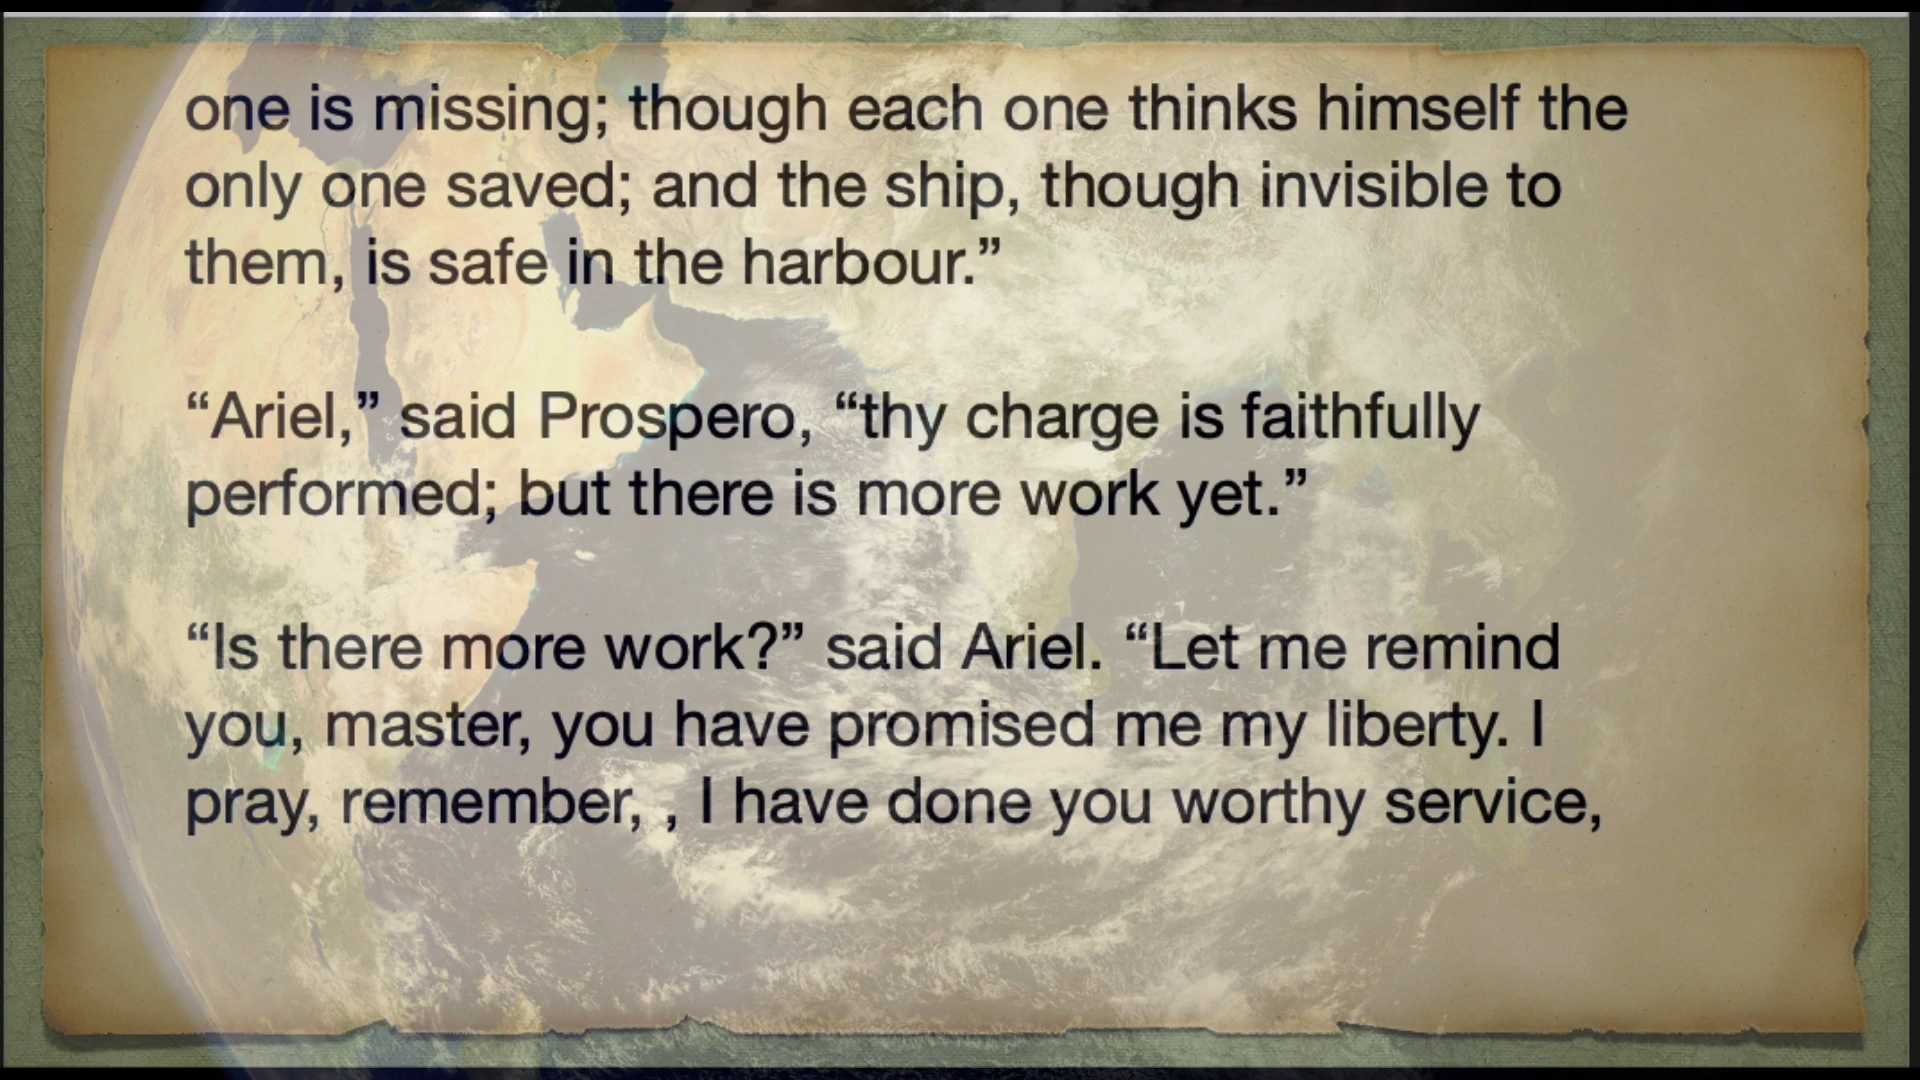 one is missing; though each one thinks himself the
only one saved; and the ship, though invisible to
them, is safe in the harbour.”
“Ariel,” said Prospero, “thy charge is faithfully
performed; but there is more work yet.”
“Is there more work?” said Ariel. “Let me remind
you, master, you have promised me my liberty. I
pray, remember, , I have done you worthy service,